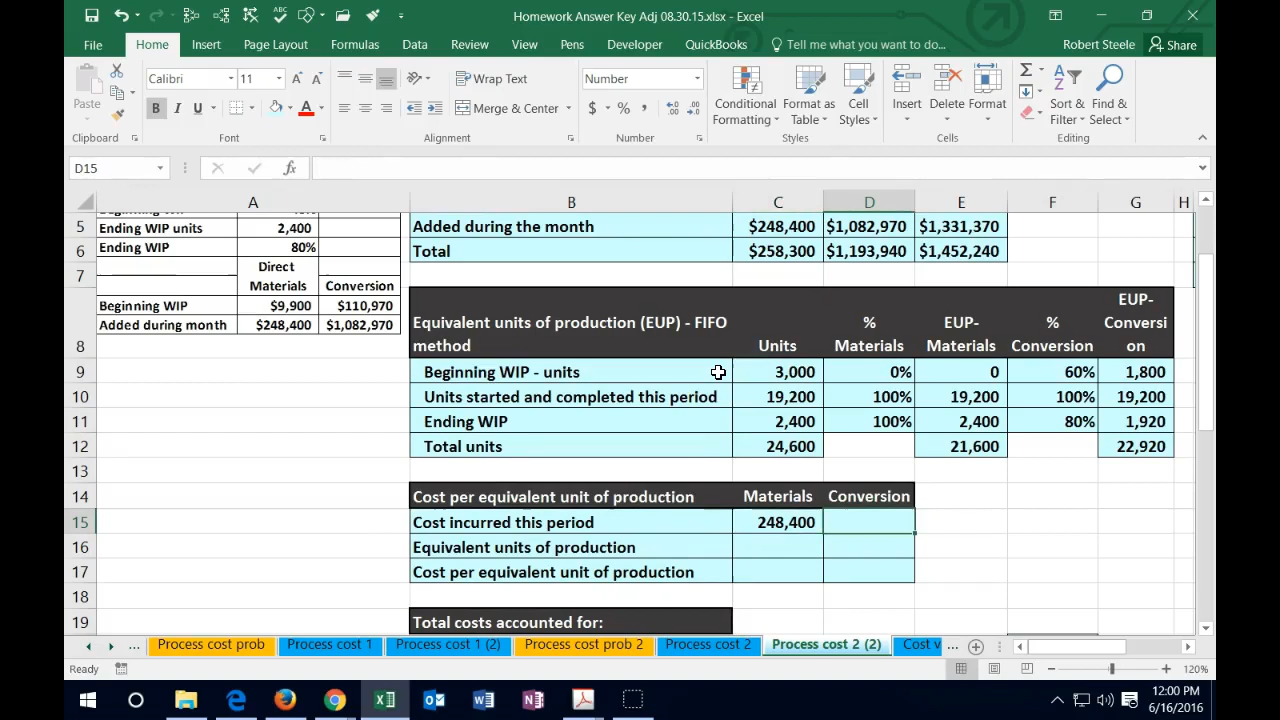 Homework Answer Key Adj 08.30.15.xlsx - Excel
File Home Insert Page Layout Formulas Data Review View Pens Developer QuickBooks Tell me what you want to do... Robert Steele Share
Paste
Clipboard
Calibri 11
B I U
Font
Wrap Text
Merge & Center
Alignment
Number
$ % ,
Number
Conditional Formatting
Format as Table
Cell Styles
Styles
Insert Delete Format
Cells
Sort & Filter
Find & Select
Editing
D15 fx
A B C D E F G H
Ending WIP units 2,400
Ending WIP 80%
Direct Materials Conversion
Beginning WIP $9,900 $110,970
Added during month $248,400 $1,082,970
5 Added during the month $248,400 $1,082,970 $1,331,370
6 Total $258,300 $1,193,940 $1,452,240
7
8 Equivalent units of production (EUP) - FIFO method Units % Materials EUP- Materials % Conversion EUP- Conversi on
9 Beginning WIP - units 3,000 0% 0 60% 1,800
10 Units started and completed this period 19,200 100% 19,200 100% 19,200
11 Ending WIP 2,400 100% 2,400 80% 1,920
12 Total units 24,600 21,600 22,920
13
14 Cost per equivalent unit of production Materials Conversion
15 Cost incurred this period 248,400
16 Equivalent units of production
17 Cost per equivalent unit of production
18
19 Total costs accounted for:
Process cost prob Process cost 1 Process cost 1 (2) Process cost prob 2 Process cost 2 Process cost 2 (2) Cost v ...
Ready 120%
12:00 PM
6/16/2016